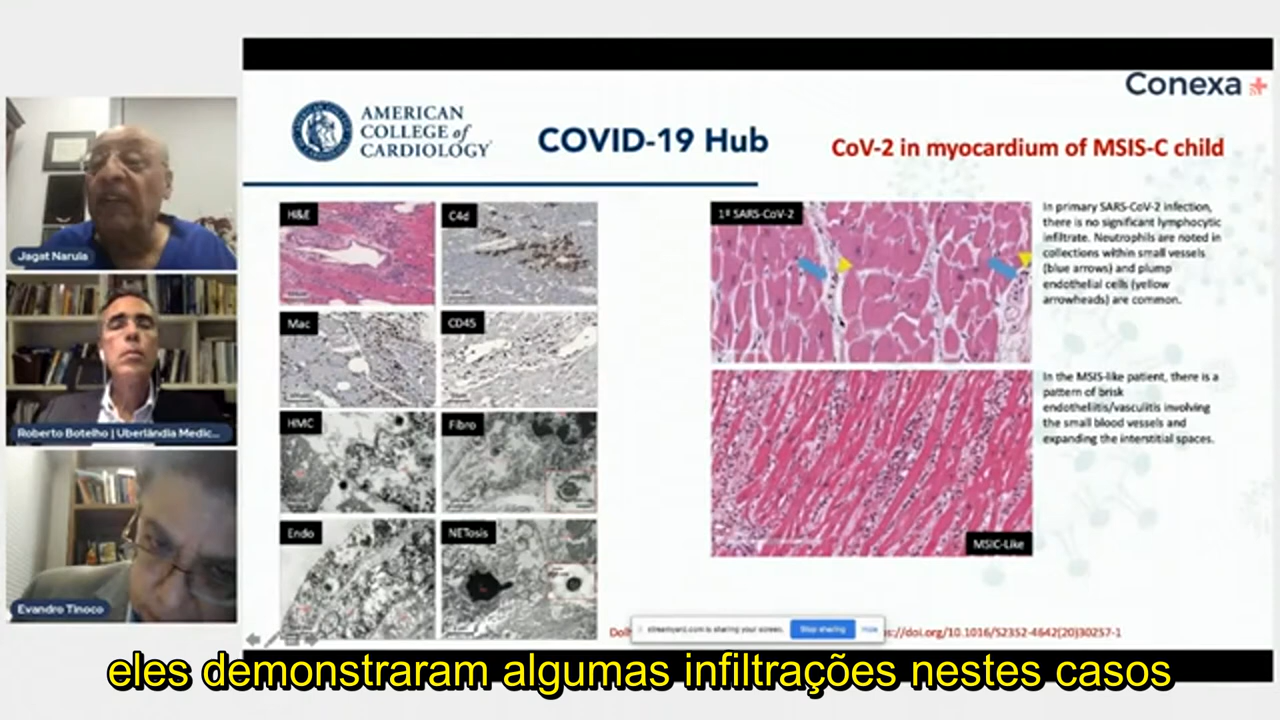 Conexa
AMERICAN
COLLEGE of
CARDIOLOGY
COVID-19 Hub
CoV-2 in myocardium of MSIS-C child
Jagat Narula
Roberto Botelho | Uberlândia Medic...
Evandro Tinoco
H&E
C4d
Mac
CD45
HMC
Fibro
Endo
NETosis
1º SARS-CoV-2
In primary SARS-CoV-2 infection,
there is no significant lymphocytic
infiltrate. Neutrophils are noted in
collections within small vessels
(blue arrows) and plump
endothelial cells (yellow
arrowheads) are common.
In the MSIS-like patient, there is a
pattern of brisk
endotheliitis/vasculitis involving
the small blood vessels and
expanding the interstitial spaces.
MSIC-Like
streamyard.com is sharing your screen.
Stop sharing
Hide
s://doi.org/10.1016/S2352-4642(20)30257-1
eles demonstraram algumas infiltrações nestes casos